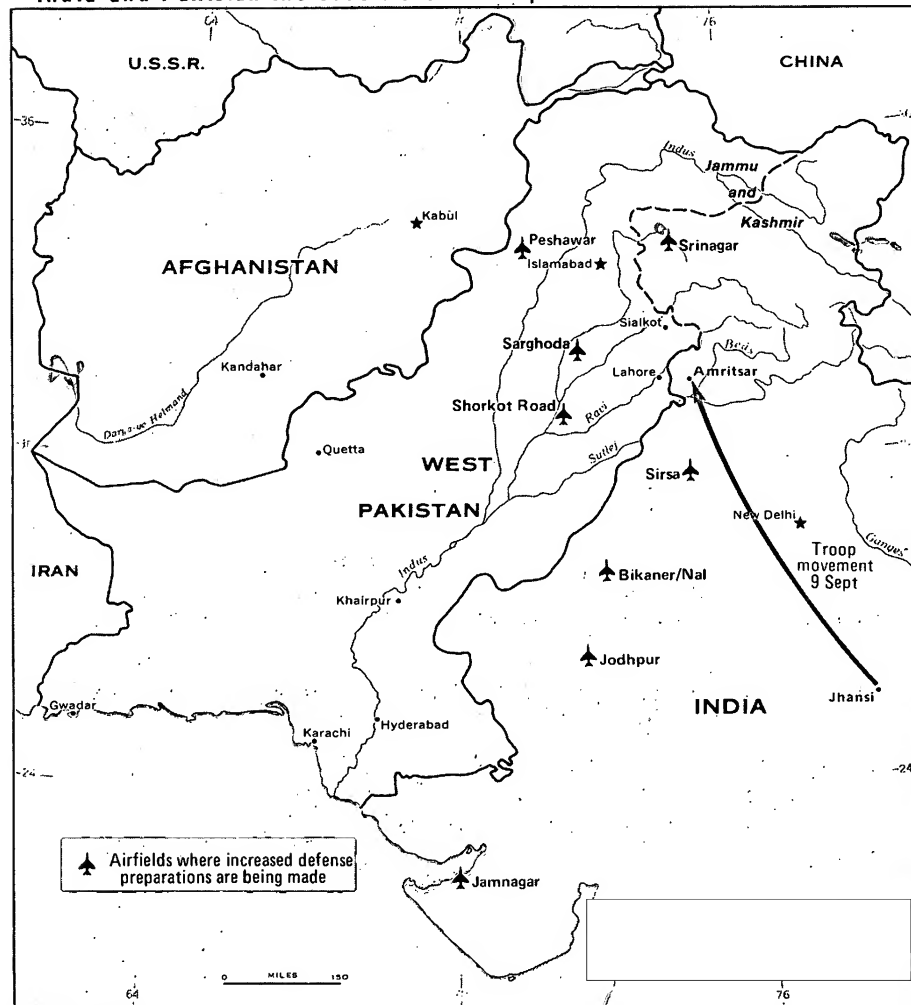 64
76
U.S.S.R.
CHINA
36
Indus
Jammu
and
Kashmir
Kabul
Peshawar
Islamabad
Srinagar
AFGHANISTAN
Sialkot
Sarghoda
Beas
Kandahar
Lahore
Amritsar
Shorkot Road
Ravi
Quetta
WEST
Sutlej
Sirsa
PAKISTAN
New Delhi
Ganges
Troop
movement
9 Sept
IRAN
Indus
Bikaner/Nal
Khairpur
Jodhpur
Jhansi
INDIA
Gwadar
Hyderabad
Karachi
24
24
Airfields where increased defense
preparations are being made
Jamnagar
0 MILES 150
64
76